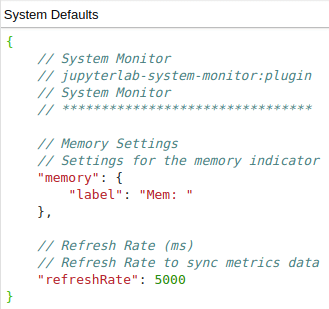 System Defaults
{
// System Monitor
// jupyterlab-system-monitor:plugin
// System Monitor
// ********************************
// Memory Settings
// Settings for the memory indicator
"memory": {
"label": "Mem: "
},
// Refresh Rate (ms)
// Refresh Rate to sync metrics data
"refreshRate": 5000
}